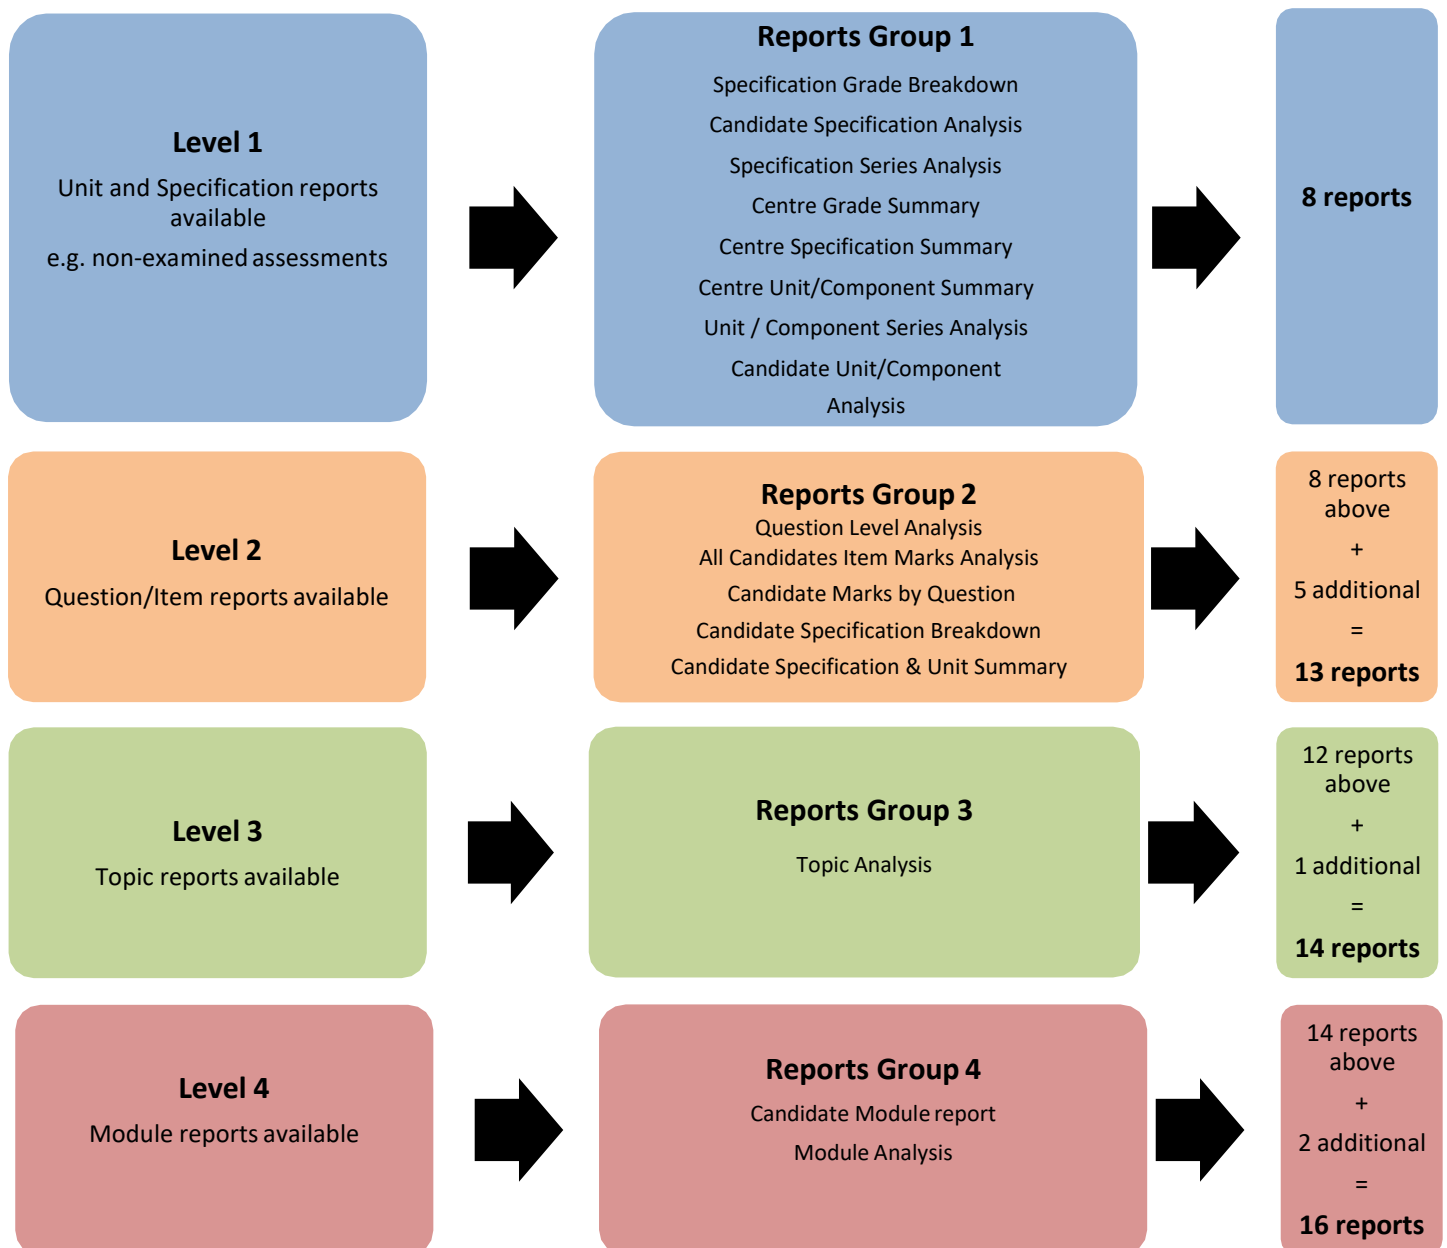 Level 1
Unit and Specification reports
available
e.g. non-examined assessments
Reports Group 1
Specification Grade Breakdown
Candidate Specification Analysis
Specification Series Analysis
Centre Grade Summary
Centre Specification Summary
Centre Unit/Component Summary
Unit / Component Series Analysis
Candidate Unit/Component
Analysis
8 reports
Level 2
Question/Item reports available
Reports Group 2
Question Level Analysis
All Candidates Item Marks Analysis
Candidate Marks by Question
Candidate Specification Breakdown
Candidate Specification & Unit Summary
8 reports
above
+
5 additional
=
13 reports
Level 3
Topic reports available
Reports Group 3
Topic Analysis
12 reports
above
+
1 additional
=
14 reports
Level 4
Module reports available
Reports Group 4
Candidate Module report
Module Analysis
14 reports
above
+
2 additional
=
16 reports